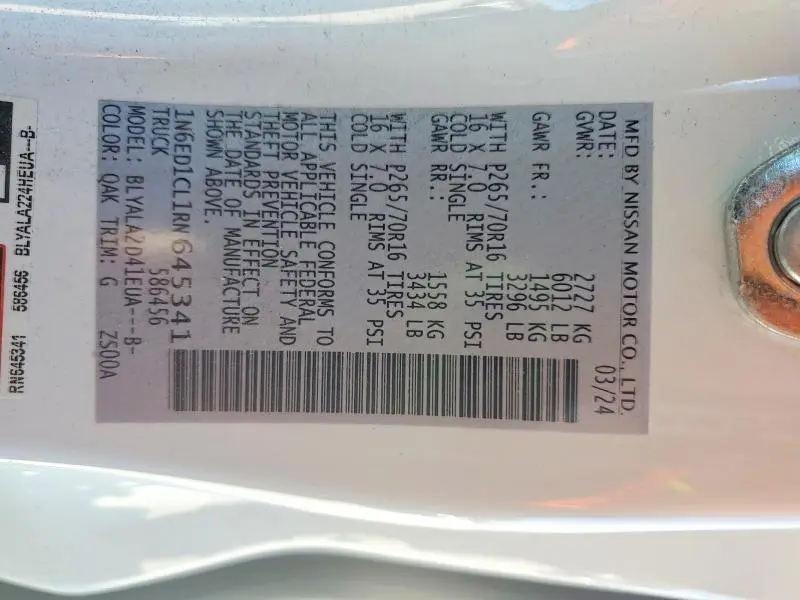 MFD BY NISSAN MOTOR CO., LTD.
DATE: 03/24
GVWR: 2727 KG
6012 LB
GAWR FR.: 1495 KG
3296 LB
WITH P265/70R16 TIRES
16 X 7.0 RIMS AT 35 PSI
COLD SINGLE
GAWR RR.: 1558 KG
3434 LB
WITH P265/70R16 TIRES
16 X 7.0 RIMS AT 35 PSI
COLD SINGLE
THIS VEHICLE CONFORMS TO
ALL APPLICABLE FEDERAL
MOTOR VEHICLE SAFETY AND
THEFT PREVENTION
STANDARDS IN EFFECT ON
THE DATE OF MANUFACTURE
SHOWN ABOVE.
1N6ED1CL1RN645341
TRUCK 586456
MODEL: BLYALA2D41EUA---B-
COLOR: QAK TRIM: G ZS00A
RN645341 586456 BLYALA224HEUA---B-